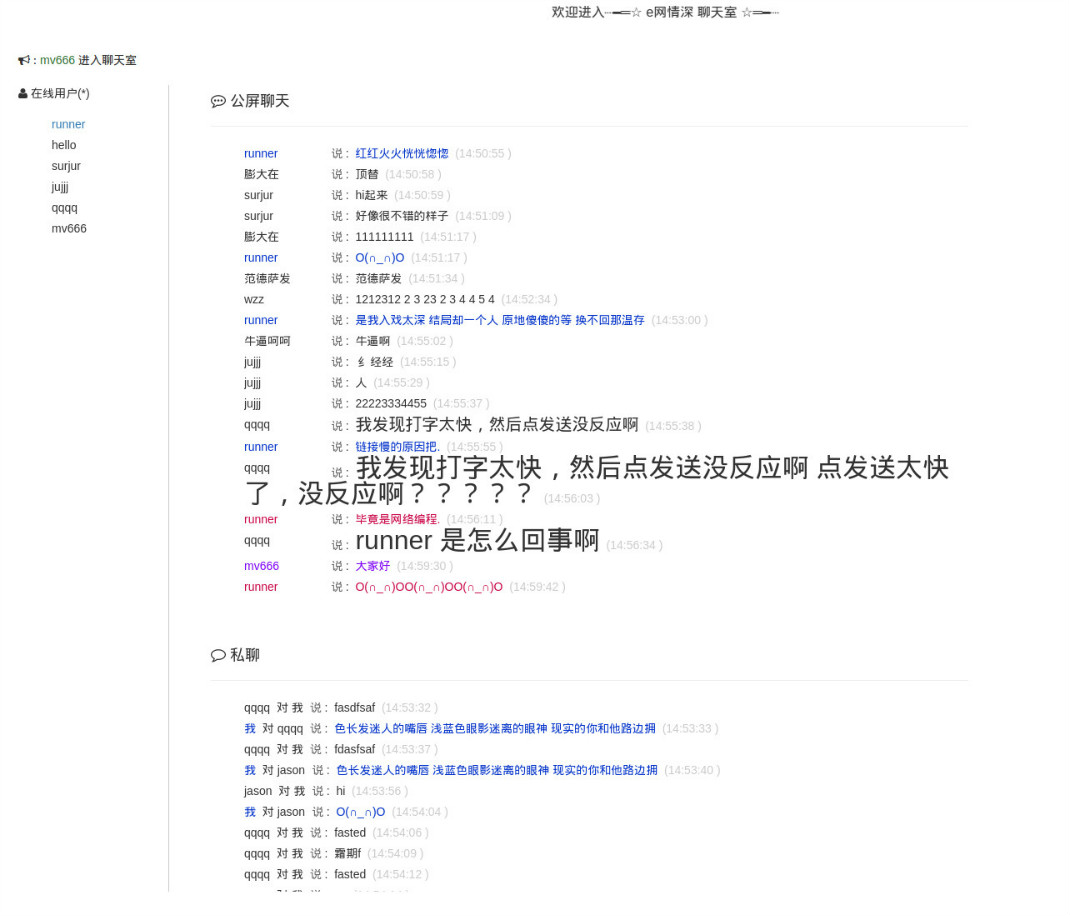 欢迎进入┈━═☆ e网情深 聊天室 ☆═━┈
: mv666 进入聊天室
在线用户(*)
runner
hello
surjur
jujjj
qqqq
mv666
公屏聊天
runner 说 : 红红火火恍恍惚惚 (14:50:55 )
膨大在 说 : 顶替 (14:50:58 )
surjur 说 : hi起来 (14:50:59 )
surjur 说 : 好像很不错的样子 (14:51:09 )
膨大在 说 : 111111111 (14:51:17 )
runner 说 : O(∩_∩)O (14:51:17 )
范德萨发 说 : 范德萨发 (14:51:34 )
wzz 说 : 1212312 2 3 23 2 3 4 4 5 4 (14:52:34 )
runner 说 : 是我入戏太深 结局却一个人 原地傻傻的等 换不回那温存 (14:53:00 )
牛逼呵呵 说 : 牛逼啊 (14:55:02 )
jujjj 说 : 纟经经 (14:55:15 )
jujjj 说 : 人 (14:55:29 )
jujjj 说 : 22223334455 (14:55:37 )
qqqq 说 : 我发现打字太快，然后点发送没反应啊 (14:55:38 )
runner 说 : 链接慢的原因把. (14:55:55 )
qqqq 说 : 我发现打字太快，然后点发送没反应啊 点发送太快
了，没反应啊？？？？？ (14:56:03 )
runner 说 : 毕竟是网络编程. (14:56:11 )
qqqq 说 : runner 是怎么回事啊 (14:56:34 )
mv666 说 : 大家好 (14:59:30 )
runner 说 : O(∩_∩)OO(∩_∩)OO(∩_∩)O (14:59:42 )
私聊
qqqq 对 我 说 : fasdfsaf (14:53:32 )
我 对 qqqq 说 : 色长发迷人的嘴唇 浅蓝色眼影迷离的眼神 现实的你和他路边拥 (14:53:33 )
qqqq 对 我 说 : fdasfsaf (14:53:37 )
我 对 jason 说 : 色长发迷人的嘴唇 浅蓝色眼影迷离的眼神 现实的你和他路边拥 (14:53:40 )
jason 对 我 说 : hi (14:53:56 )
我 对 jason 说 : O(∩_∩)O (14:54:04 )
qqqq 对 我 说 : fasted (14:54:06 )
qqqq 对 我 说 : 霜期f (14:54:09 )
qqqq 对 我 说 : fasted (14:54:12 )